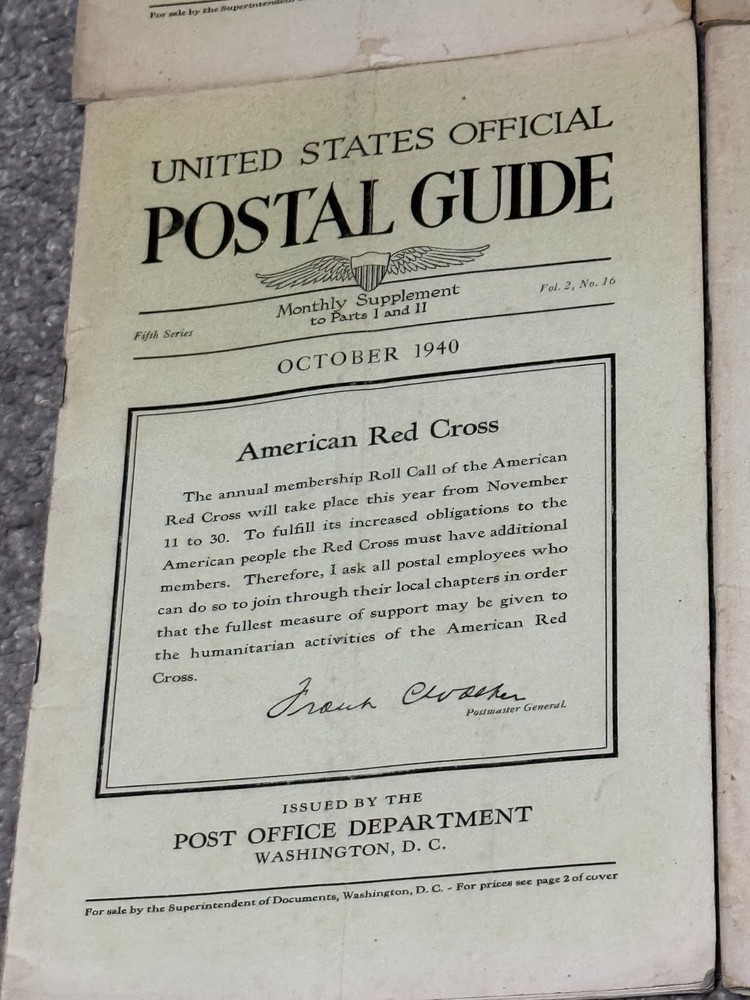 For sale by the Superintendent
UNITED STATES OFFICIAL
POSTAL GUIDE
Monthly Supplement
to Parts I and II
Fifth Series
Vol. 2, No. 16
OCTOBER 1940
American Red Cross
The annual membership Roll Call of the American
Red Cross will take place this year from November
11 to 30. To fulfill its increased obligations to the
American people the Red Cross must have additional
members. Therefore, I ask all postal employees who
can do so to join through their local chapters in order
that the fullest measure of support may be given to
the humanitarian activities of the American Red
Cross.
Frank C Walker
Postmaster General.
ISSUED BY THE
POST OFFICE DEPARTMENT
WASHINGTON, D. C.
For sale by the Superintendent of Documents, Washington, D. C. - For prices see page 2 of cover